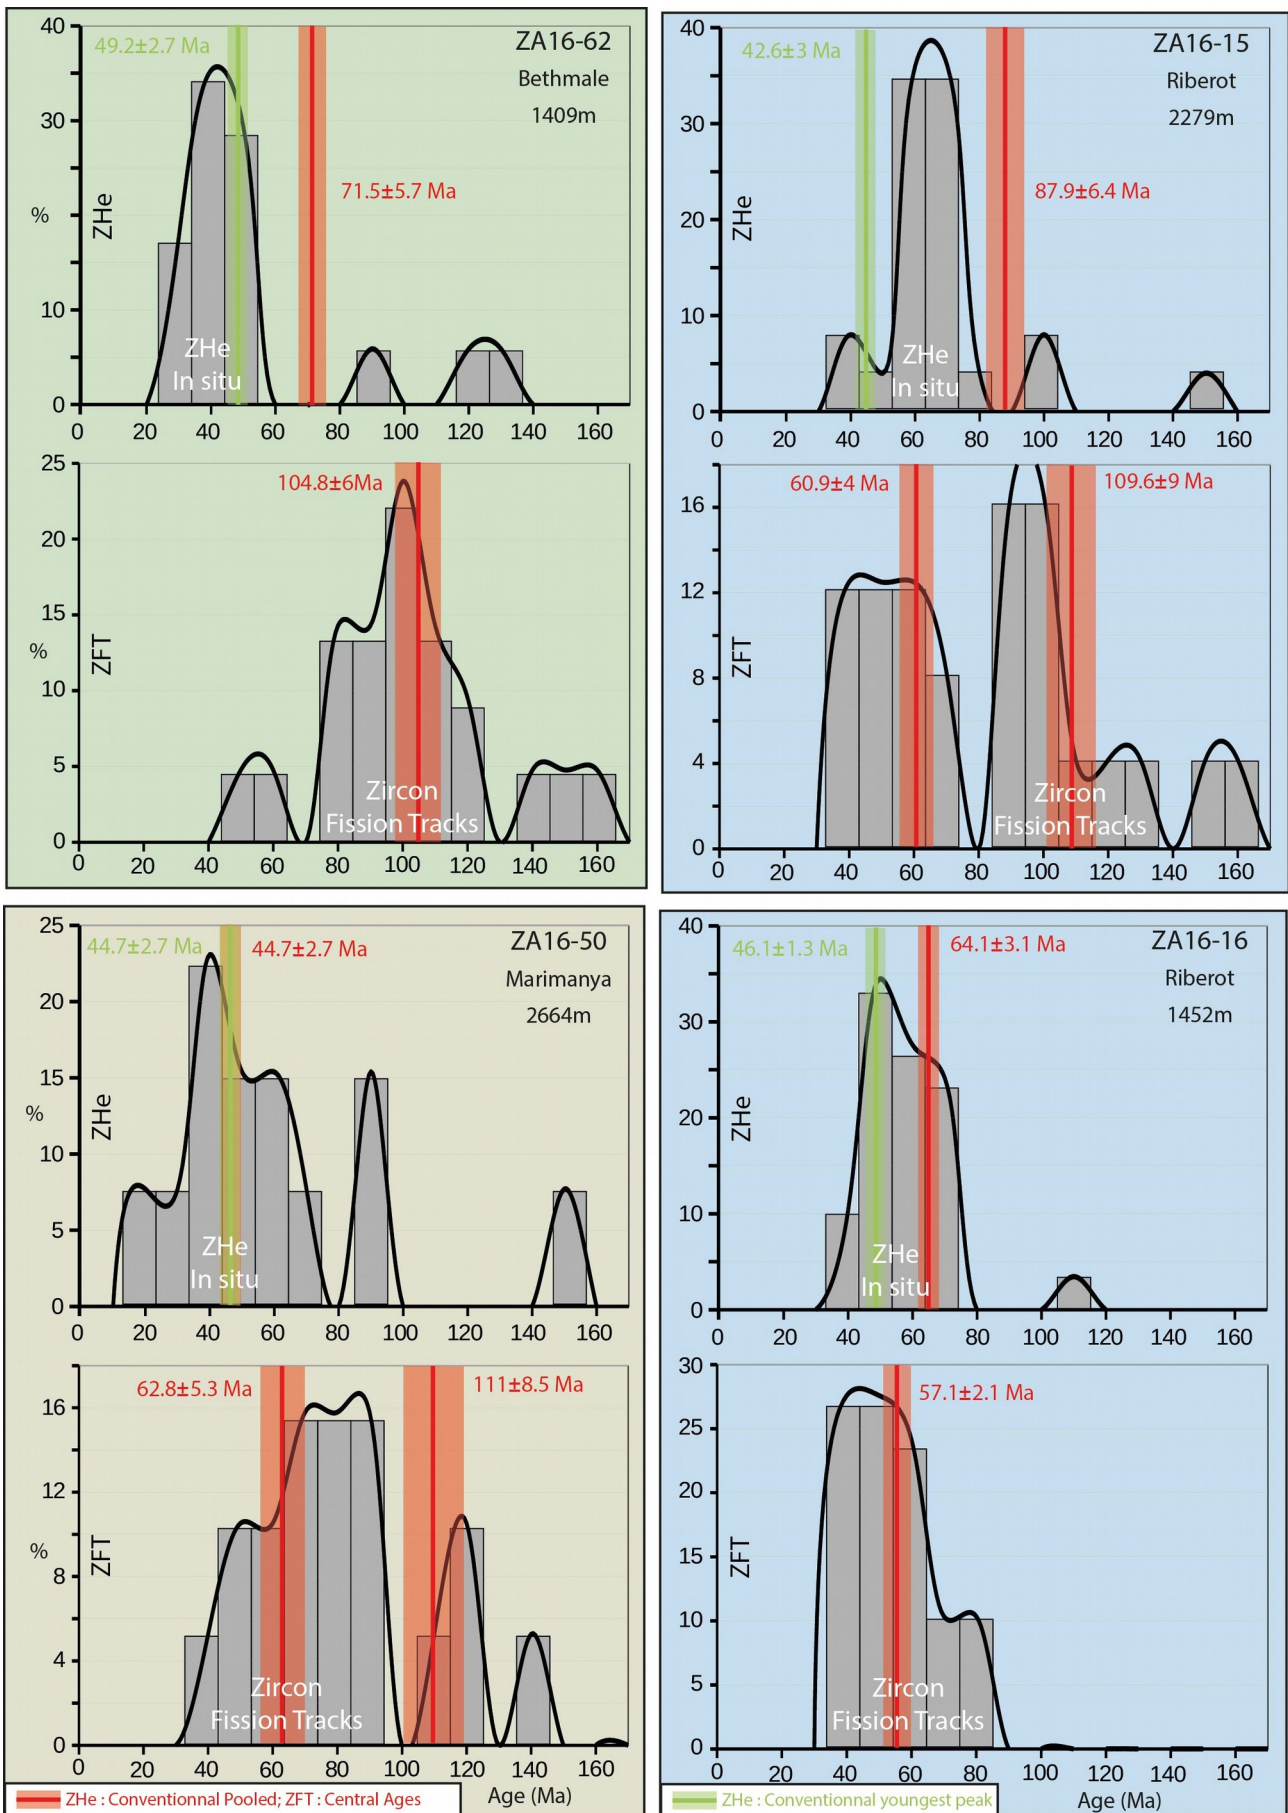 ZA16-62
Bethmale
1409m
49.2±2.7 Ma
71.5±5.7 Ma
40
30
%
10
0
ZHe
ZHe
In situ
0 20 40 60 80 100 120 140 160
104.8±6Ma
25
20
15
%
10
5
0
ZFT
Zircon
Fission Tracks
0 20 40 60 80 100 120 140 160
ZA16-15
Riberot
2279m
42.6±3 Ma
87.9±6.4 Ma
40
30
20
10
0
ZHe
ZHe
In situ
0 20 40 60 80 100 120 140 160
60.9±4 Ma
109.6±9 Ma
16
12
8
4
0
ZFT
Zircon
Fission Tracks
0 20 40 60 80 100 120 140 160
ZA16-50
Marimanya
2664m
44.7±2.7 Ma
44.7±2.7 Ma
25
20
15
%
10
5
0
ZHe
ZHe
In situ
0 20 40 60 80 100 120 140 160
62.8±5.3 Ma
111±8.5 Ma
16
12
%
8
4
0
ZFT
Zircon
Fission Tracks
0 20 40 60 80 100 120 140 160
ZHe : Conventionnal Pooled; ZFT : Central Ages
Age (Ma)
ZA16-16
Riberot
1452m
46.1±1.3 Ma
64.1±3.1 Ma
40
30
20
10
0
ZHe
ZHe
In situ
0 20 40 60 80 100 120 140 160
57.1±2.1 Ma
30
25
20
15
10
5
0
ZFT
Zircon
Fission Tracks
0 20 40 60 80 100 120 140 160
ZHe : Conventionnal youngest peak
Age (Ma)